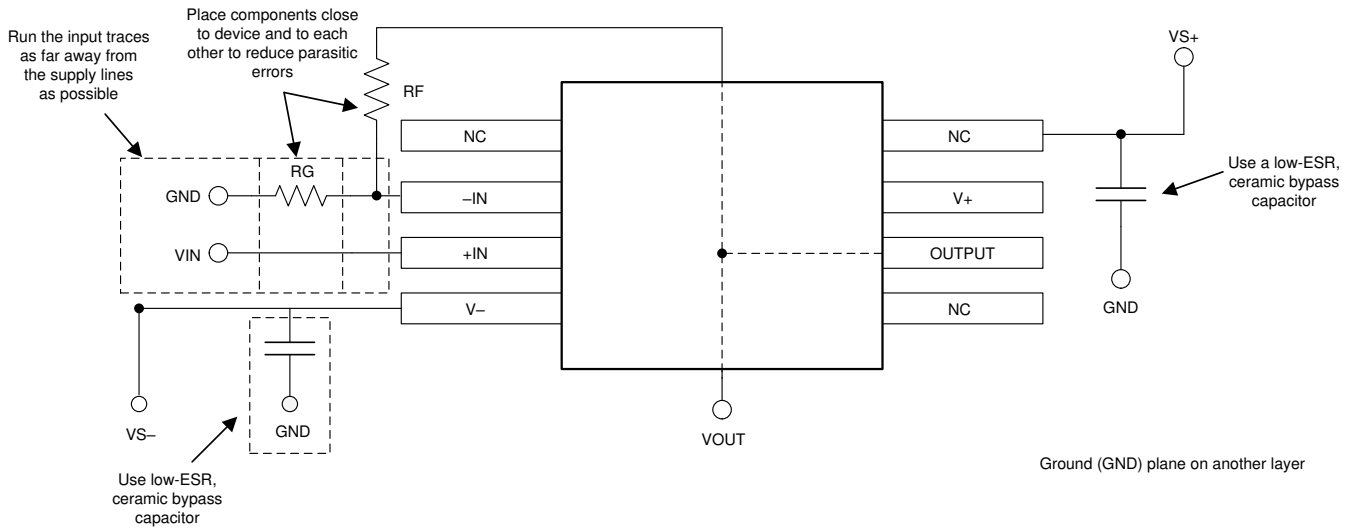 Run the input traces
as far away from
the supply lines
as possible
Place components close
to device and to each
other to reduce parasitic
errors
RF
VS+
NC
NC
Use a low-ESR,
ceramic bypass
capacitor
RG
GND
–IN
V+
VIN
+IN
OUTPUT
GND
V–
NC
VS–
GND
VOUT
Use low-ESR,
ceramic bypass
capacitor
Ground (GND) plane on another layer